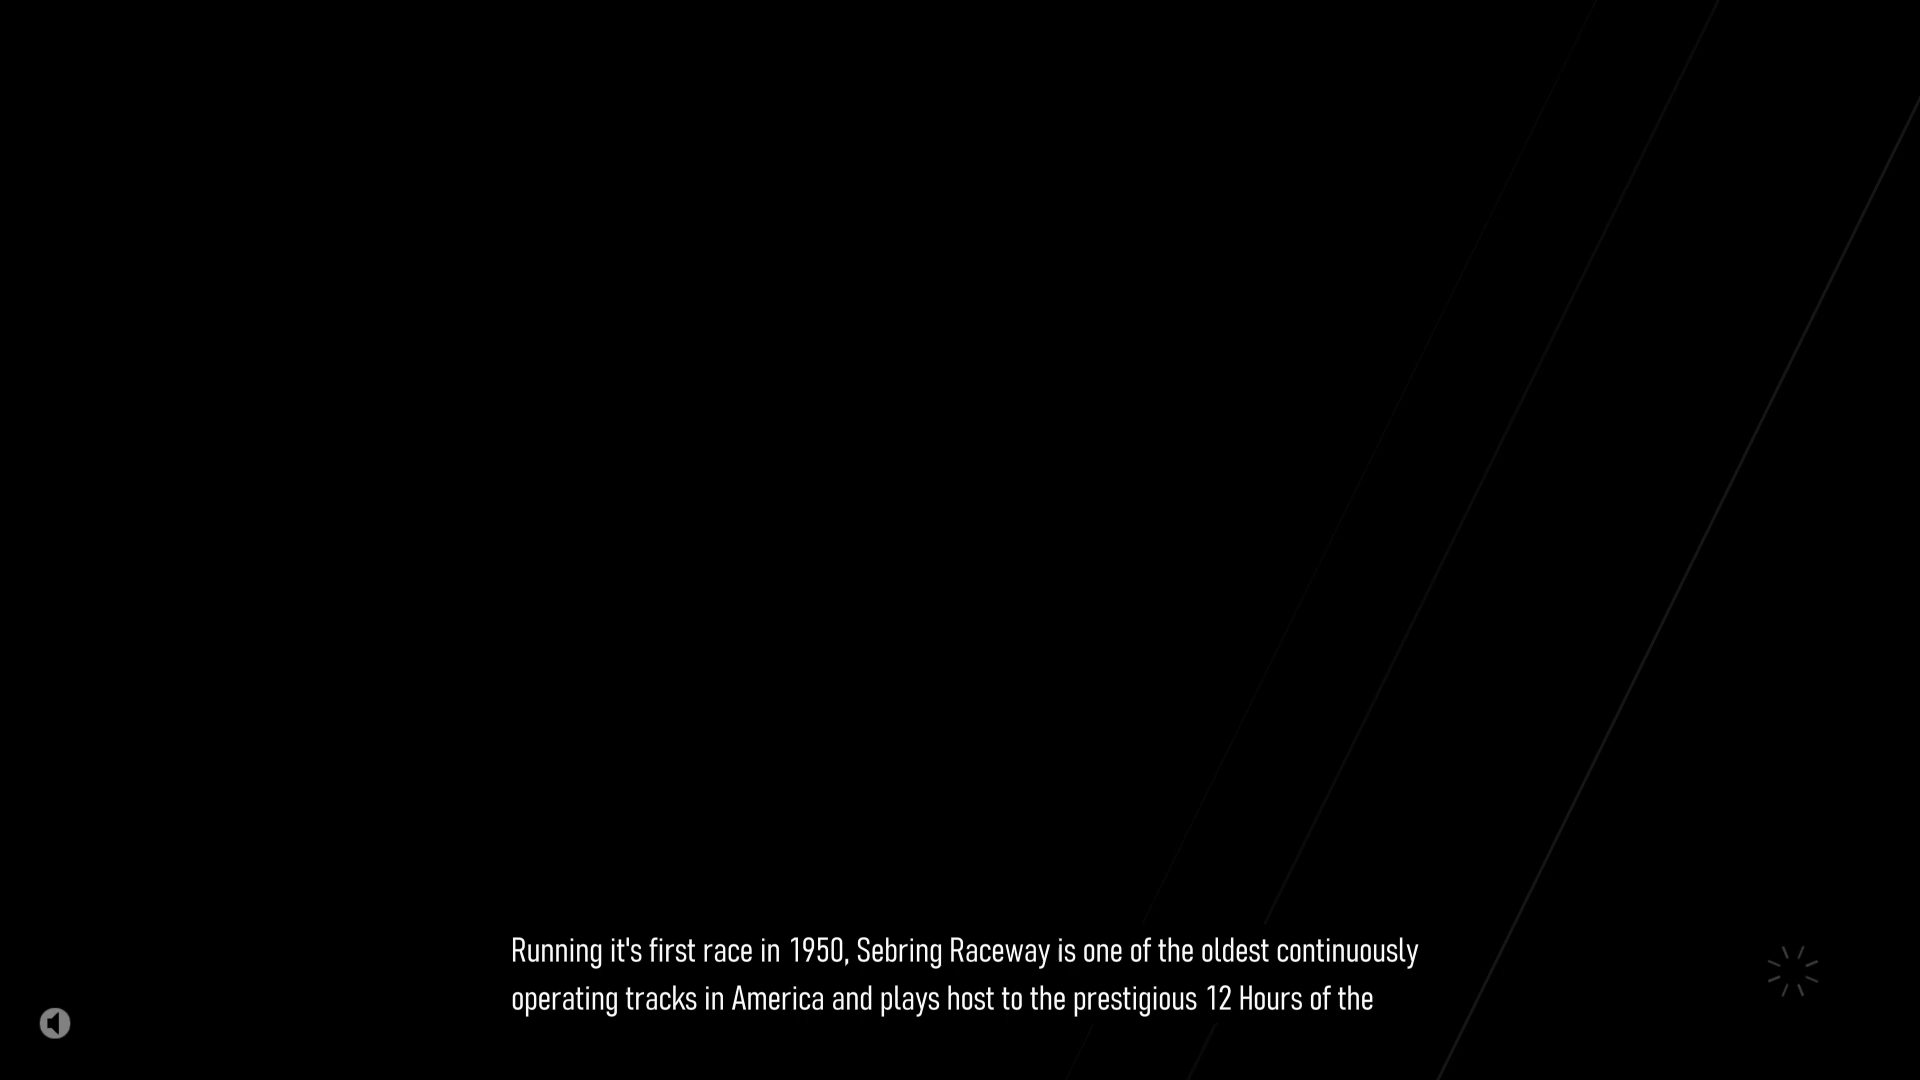 Running it's first race in 1950, Sebring Raceway is one of the oldest continuously
operating tracks in America and plays host to the prestigious 12 Hours of the